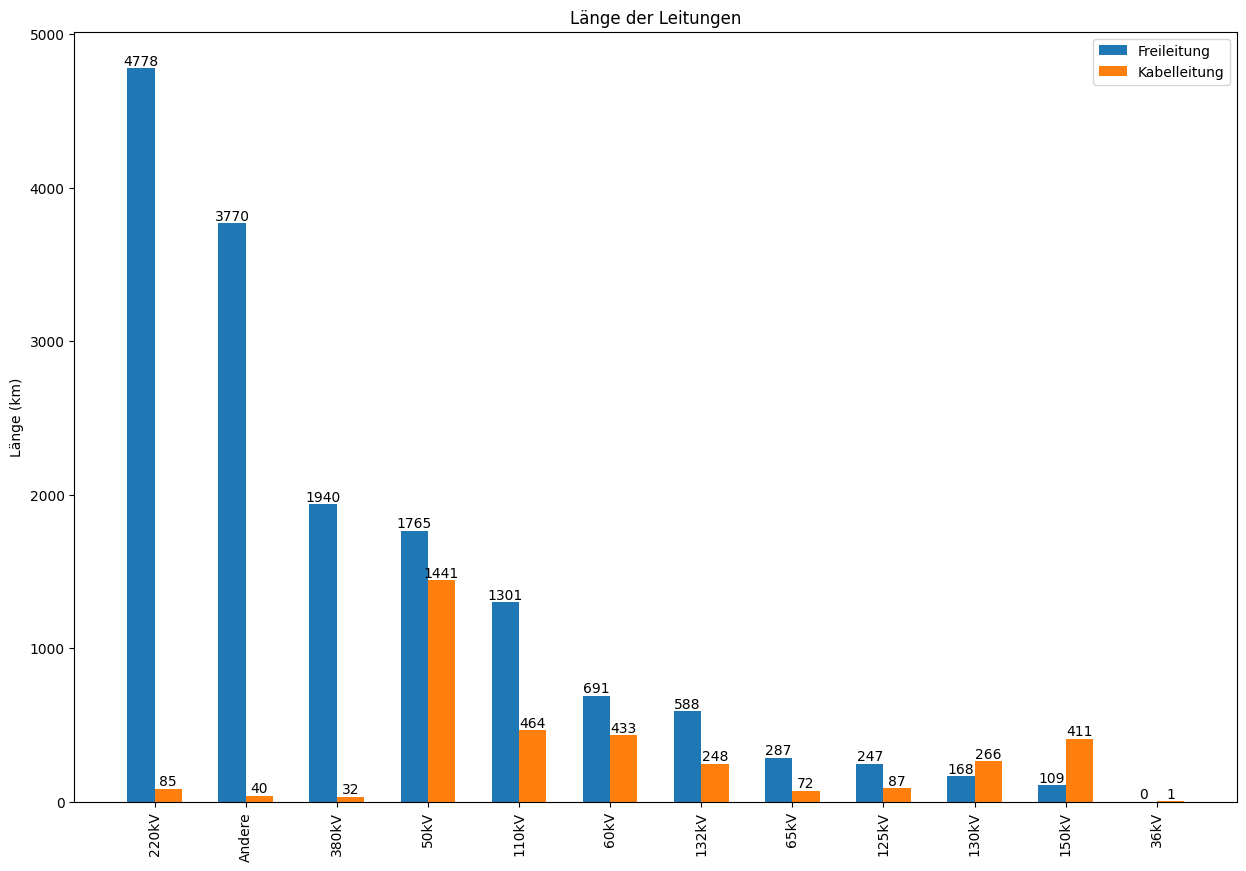 Länge der Leitungen
Freileitung
Kabelleitung
Länge (km)
5000
4000
3000
2000
1000
0
4778
85
3770
40
1940
32
1765
1441
1301
464
691
433
588
248
287
72
247
87
168
266
109
411
0
1
220kV
Andere
380kV
50kV
110kV
60kV
132kV
65kV
125kV
130kV
150kV
36kV